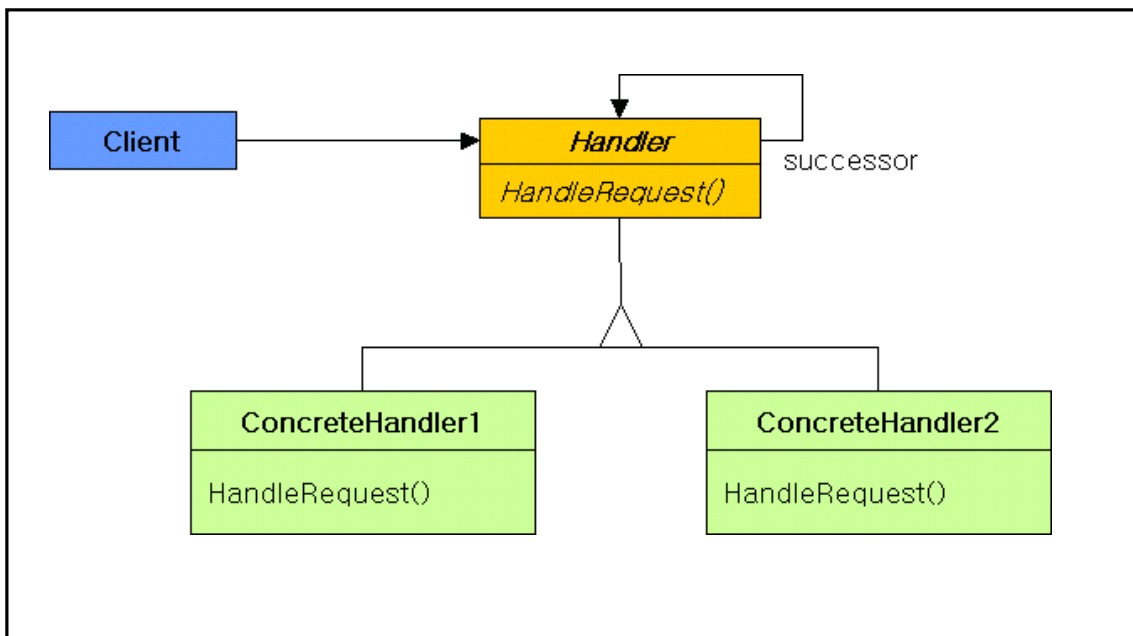 Client
Handler
HandleRequest()
successor
ConcreteHandler1
HandleRequest()
ConcreteHandler2
HandleRequest()